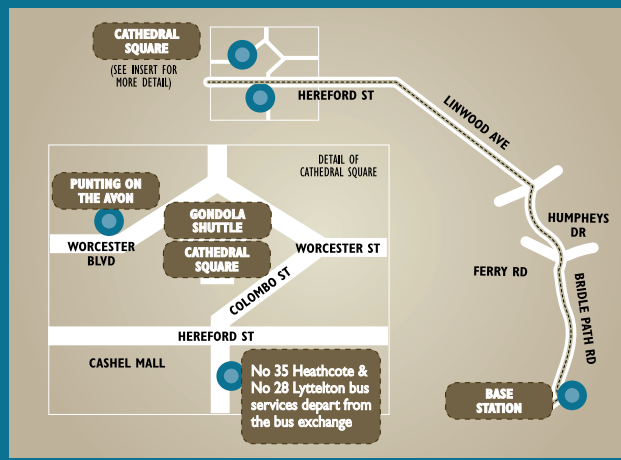 CATHEDRAL
SQUARE
(SEE INSERT FOR
MORE DETAIL)
HEREFORD ST
LINWOOD AVE
HUMPHEYS
DR
FERRY RD
BRIDLE PATH RD
BASE
STATION
DETAIL OF
CATHEDRAL SQUARE
PUNTING ON
THE AVON
GONDOLA
SHUTTLE
WORCESTER
BLVD
CATHEDRAL
SQUARE
WORCESTER ST
COLOMBO ST
HEREFORD ST
CASHEL MALL
No 35 Heathcote &
No 28 Lyttelton bus
services depart from
the bus exchange